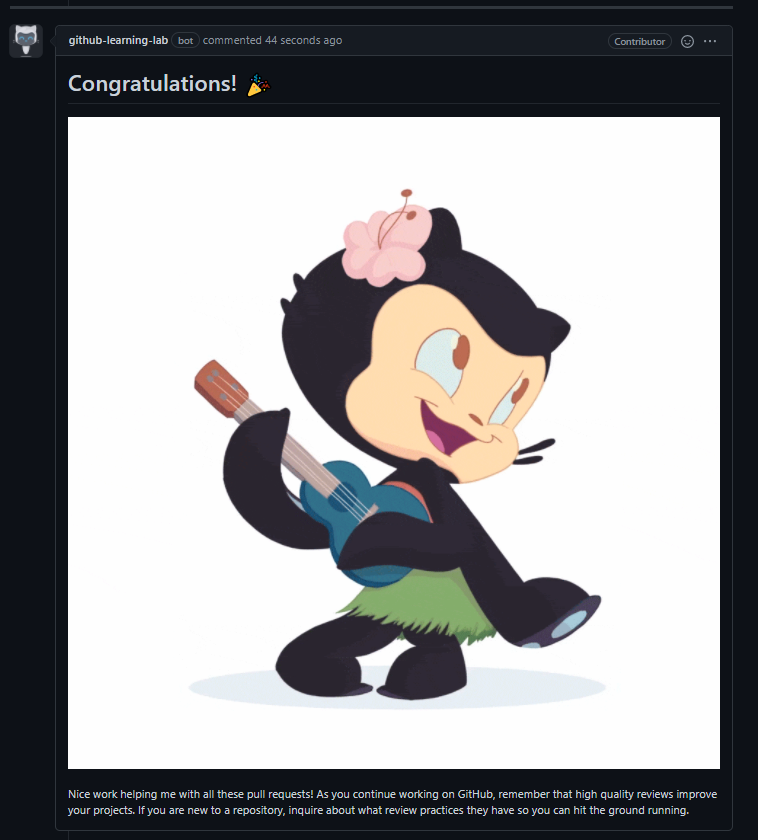 github-learning-lab bot commented 44 seconds ago Contributor
Congratulations! 🎉
Nice work helping me with all these pull requests! As you continue working on GitHub, remember that high quality reviews improve
your projects. If you are new to a repository, inquire about what review practices they have so you can hit the ground running.